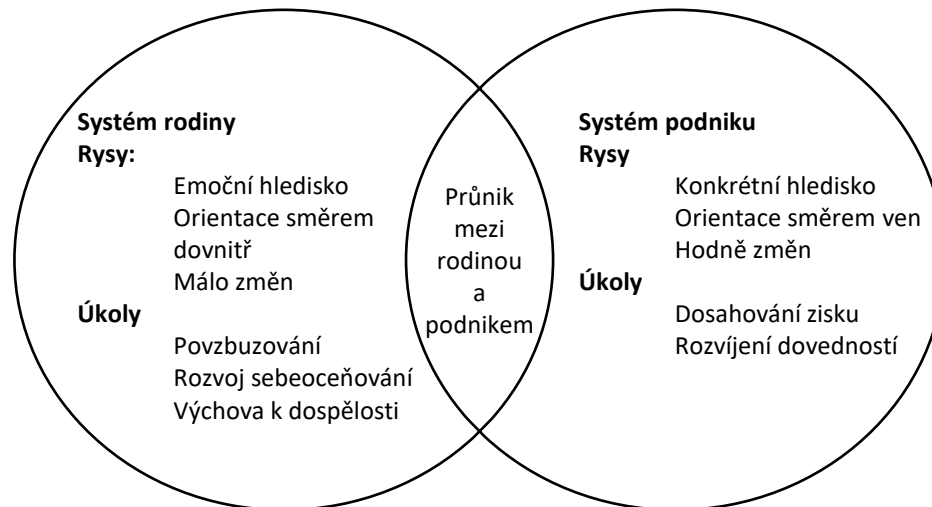 Systém rodiny
Rysy:
Emoční hledisko
Orientace směrem
dovnitř
Málo změn
Úkoly
Povzbuzování
Rozvoj sebeoceňování
Výchova k dospělosti
Průnik
mezi
rodinou
a
podnikem
Systém podniku
Rysy
Konkrétní hledisko
Orientace směrem ven
Hodně změn
Úkoly
Dosahování zisku
Rozvíjení dovedností